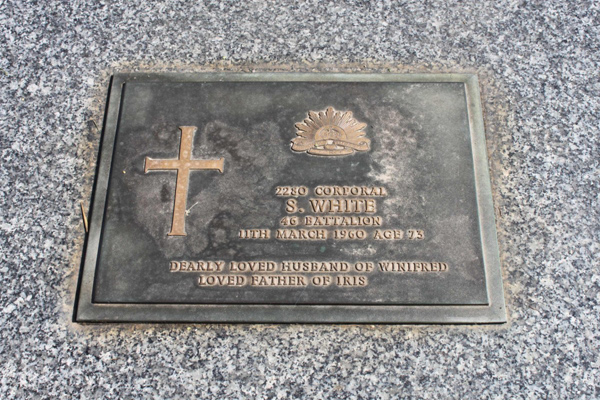 2280 CORPORAL
S. WHITE
46 BATTALION
11TH MARCH 1960 AGE 73
DEARLY LOVED HUSBAND OF WINIFRED
LOVED FATHER OF IRIS